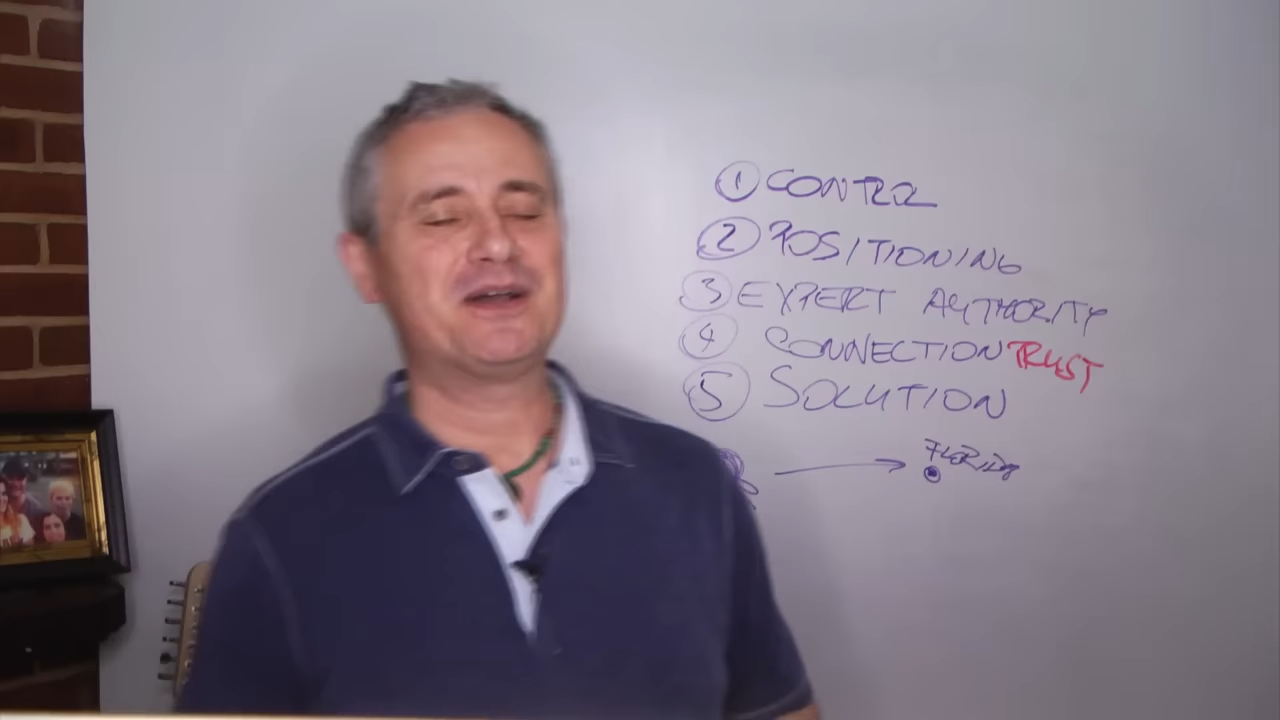 1 CONTROL
2 POSITIONING
3 EXPERT AUTHORITY
4 CONNECTION TRUST
5 SOLUTION
FLORIDA